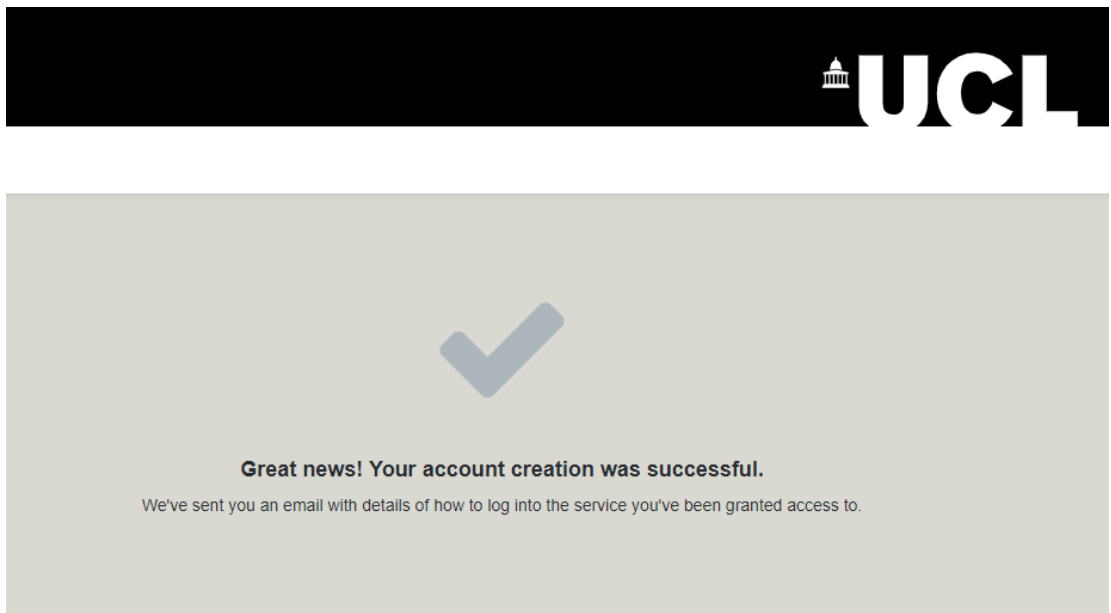 UCL
Great news! Your account creation was successful.
We've sent you an email with details of how to log into the service you've been granted access to.